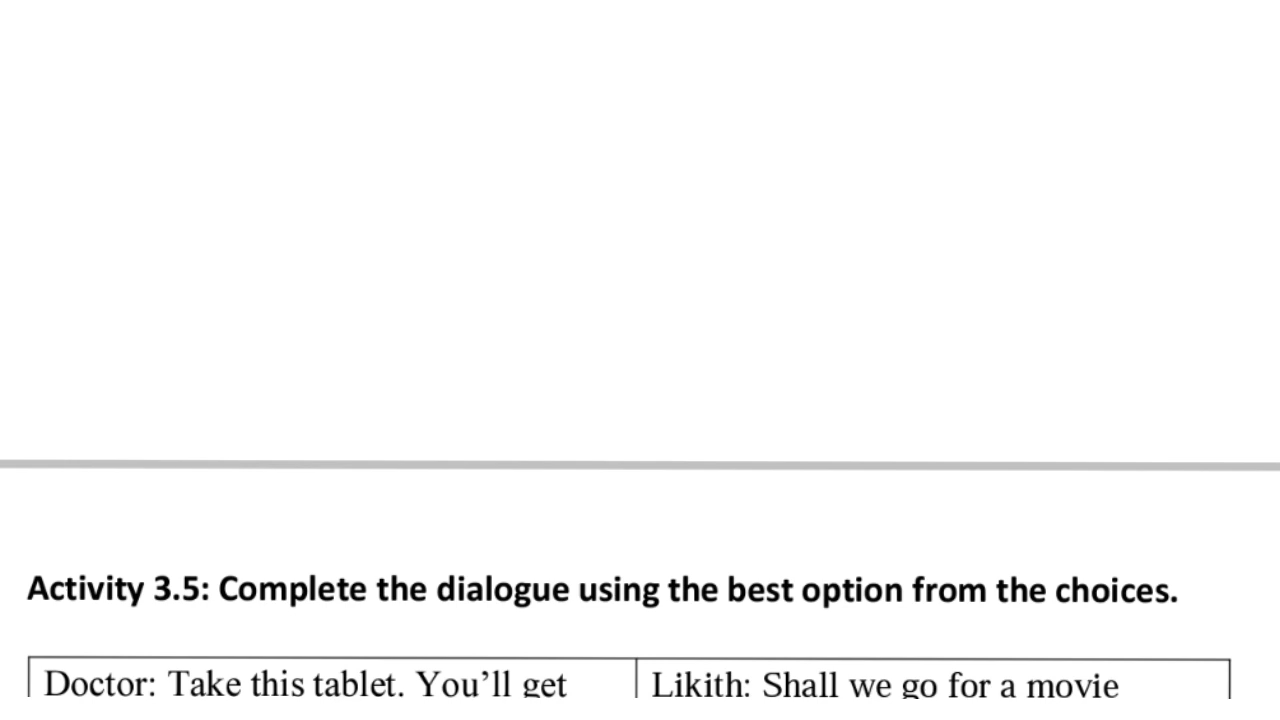 Activity 3.5: Complete the dialogue using the best option from the choices.
Doctor: Take this tablet. You’ll get
Likith: Shall we go for a movie